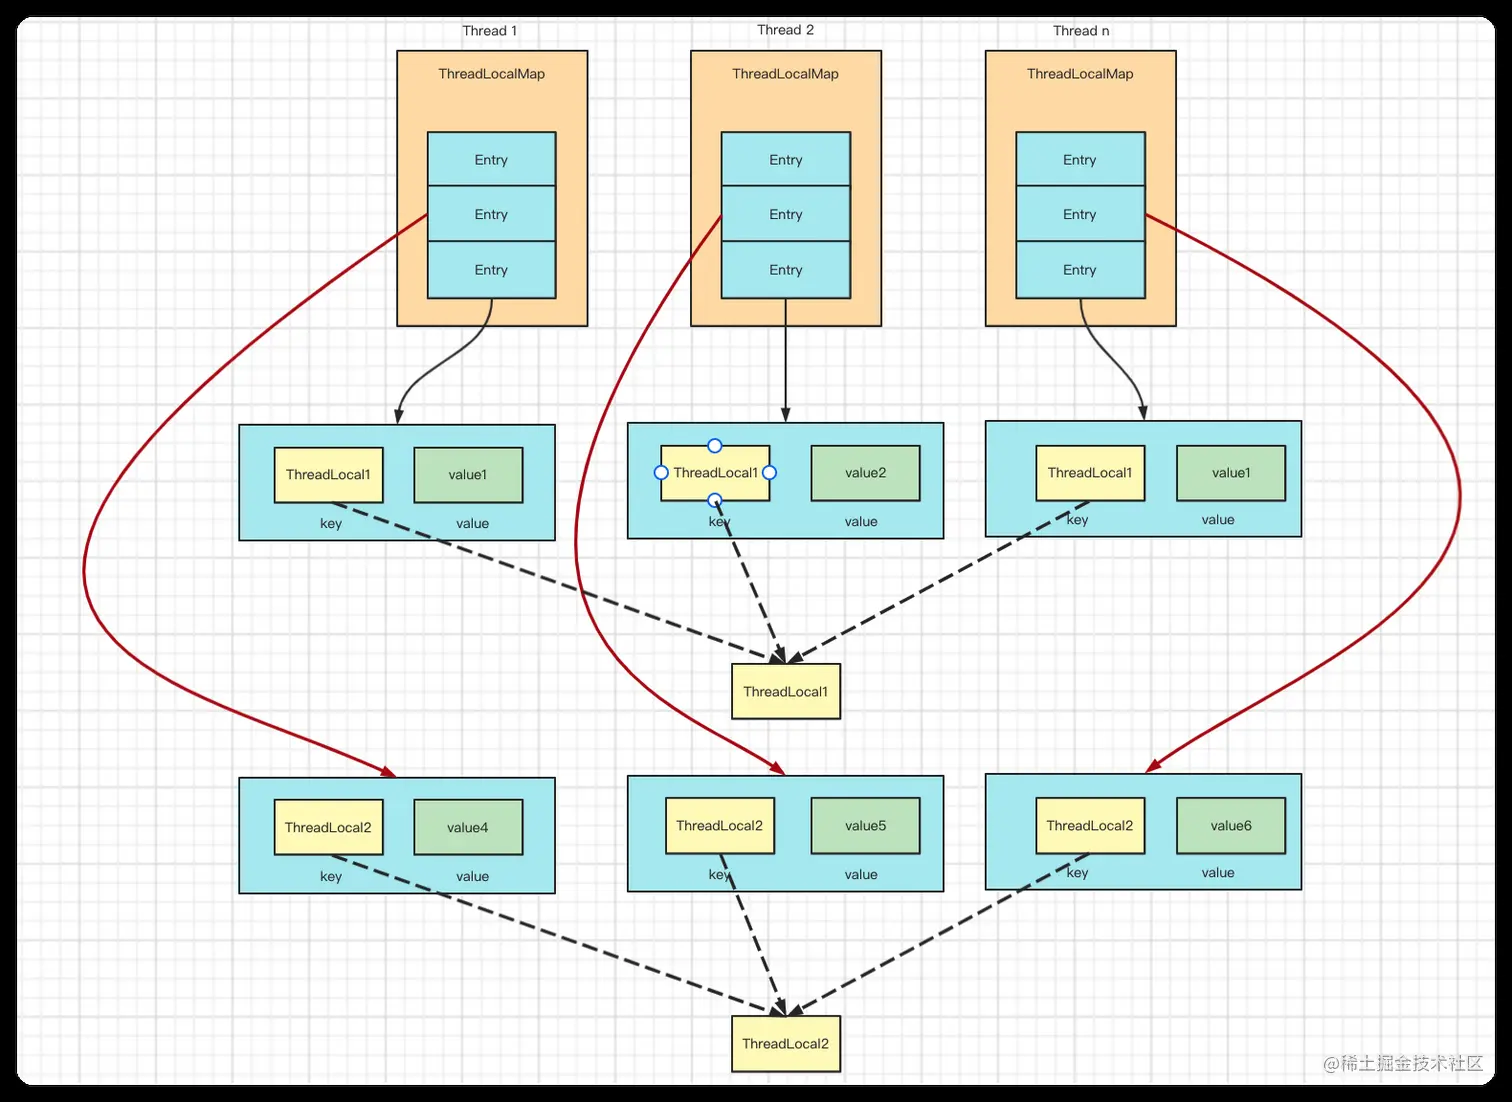 Thread 1
Thread 2
Thread n
ThreadLocalMap
ThreadLocalMap
ThreadLocalMap
Entry
Entry
Entry
Entry
Entry
Entry
Entry
Entry
Entry
ThreadLocal1
value1
ThreadLocal1
value2
ThreadLocal1
value1
key
value
key
value
key
value
ThreadLocal1
ThreadLocal2
value4
ThreadLocal2
value5
ThreadLocal2
value6
key
value
key
value
key
value
ThreadLocal2
@稀土掘金技术社区